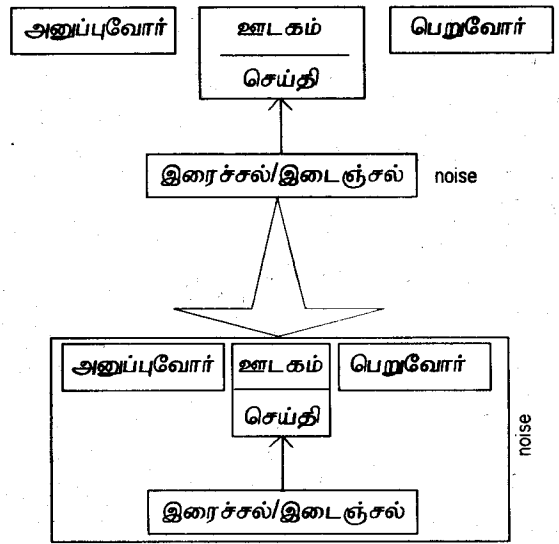 அனுப்புவோர் ஊடகம் பெறுவோர்
செய்தி
இரைச்சல்/இடைஞ்சல் noise
அனுப்புவோர் ஊடகம் பெறுவோர்
செய்தி
noise
இரைச்சல்/இடைஞ்சல்